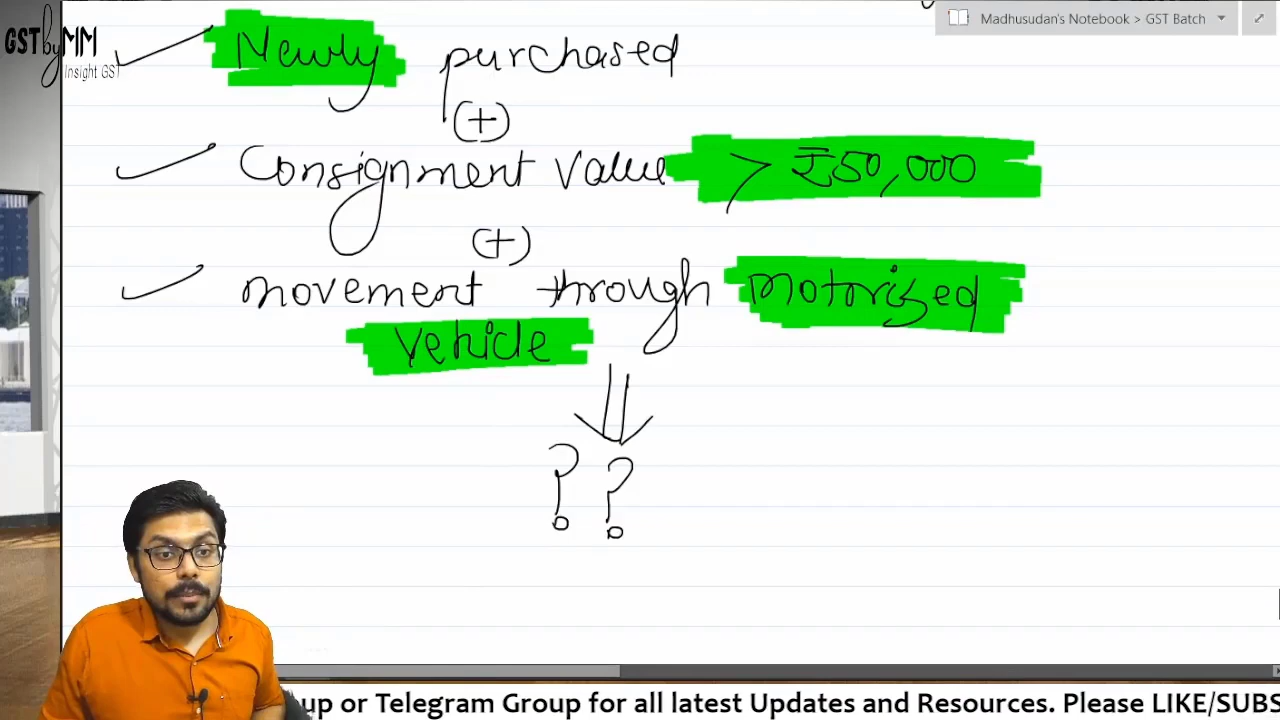 GST by MM
Insight GST
Madhusudan's Notebook > GST Batch
Newly purchased
(+)
Consignment Value > ₹50,000
(+)
movement through motorized
Vehicle
??
up or Telegram Group for all latest Updates and Resources. Please LIKE/SUBS